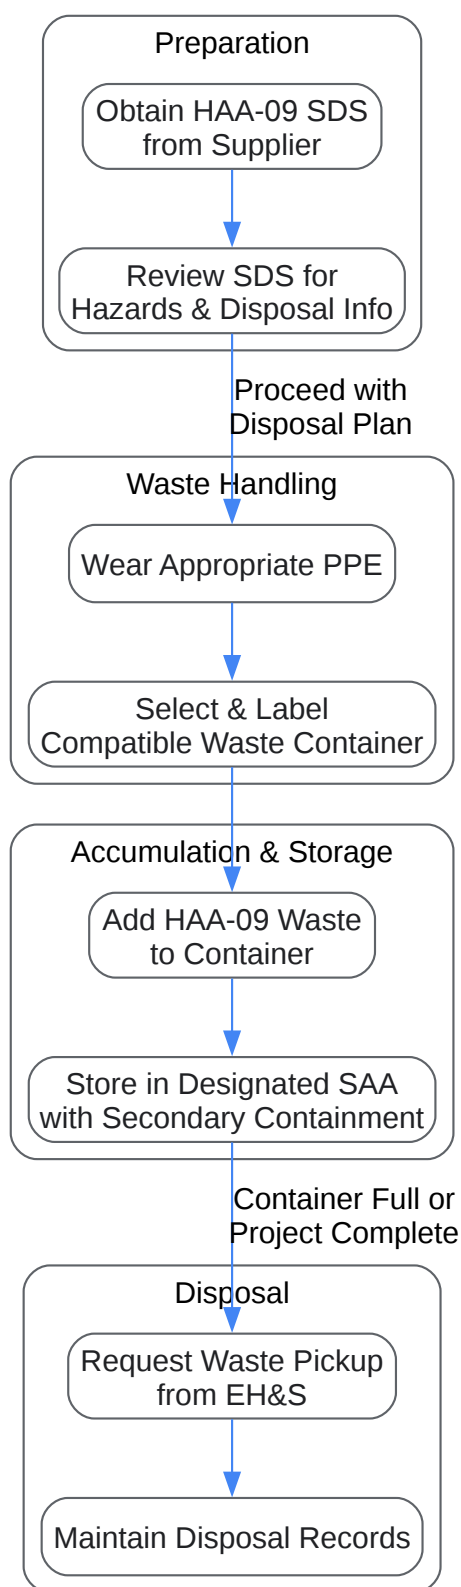 Preparation
Obtain HAA-09 SDS
from Supplier
Review SDS for
Hazards & Disposal Info
Proceed with
Disposal Plan
Waste Handling
Wear Appropriate PPE
Select & Label
Compatible Waste Container
Accumulation & Storage
Add HAA-09 Waste
to Container
Store in Designated SAA
with Secondary Containment
Container Full or
Project Complete
Disposal
Request Waste Pickup
from EH&S
Maintain Disposal Records